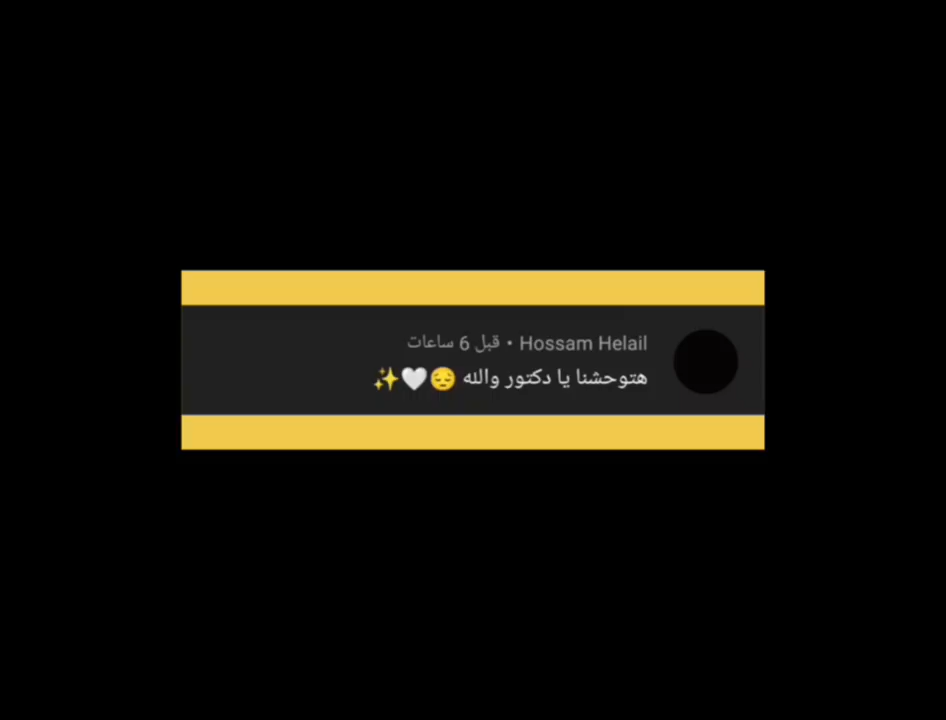 Hossam Helail • قبل 6 ساعات
هتوحشنا يا دكتور والله 😔🤍✨